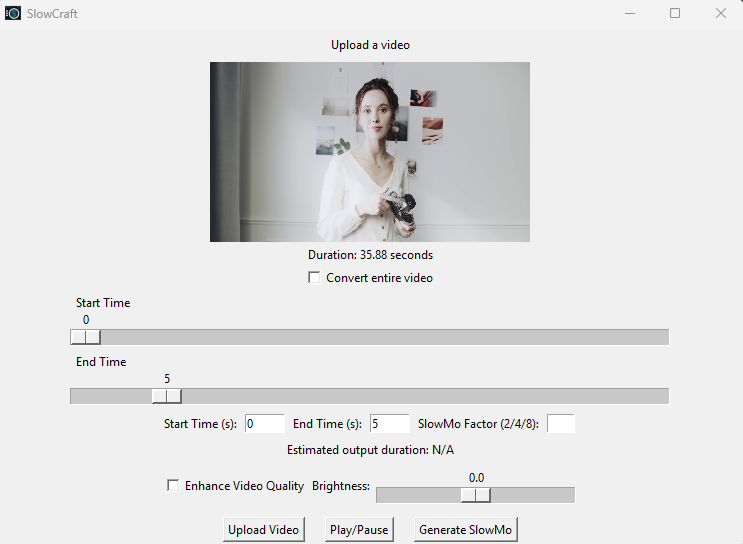 SlowCraft
Upload a video
Duration: 35.88 seconds
Convert entire video
Start Time
0
End Time
5
Start Time (s): 0 End Time (s): 5 SlowMo Factor (2/4/8):
Estimated output duration: N/A
0.0
Enhance Video Quality Brightness:
Upload Video Play/Pause Generate SlowMo